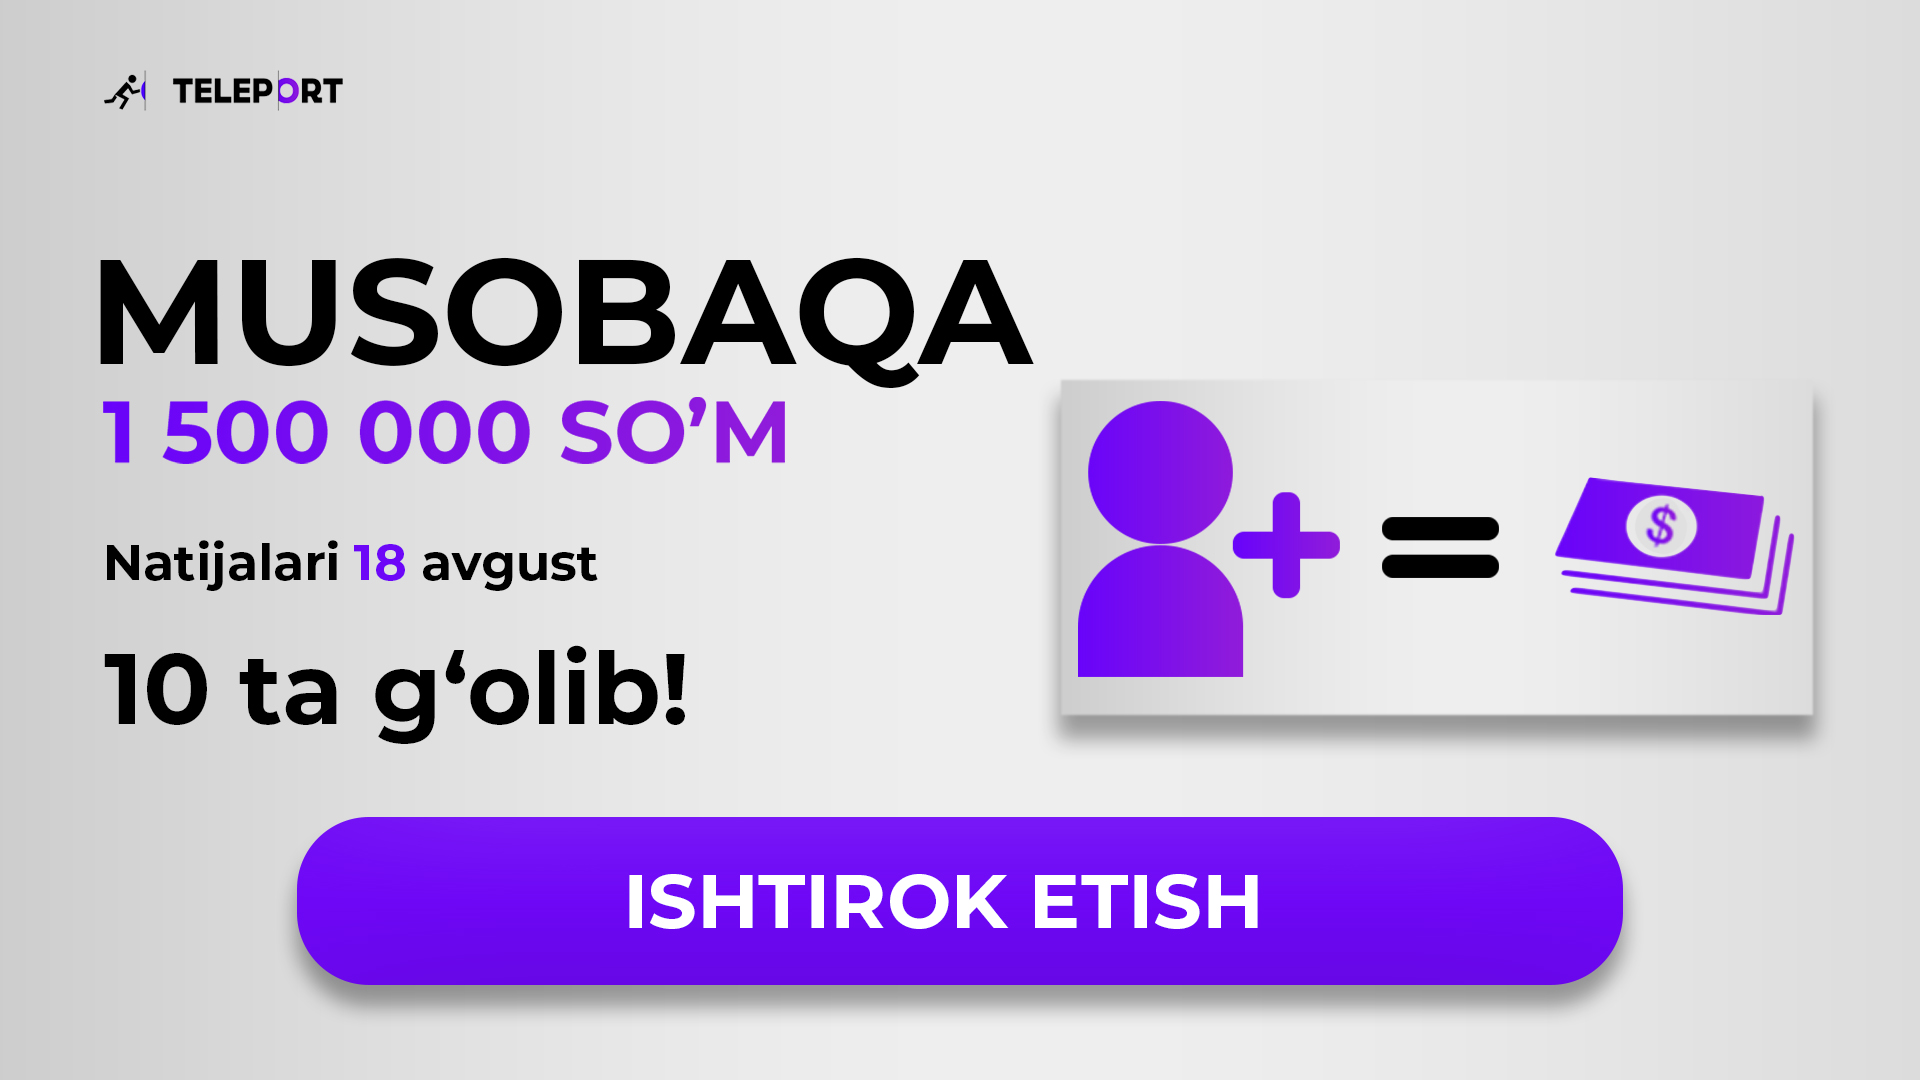 TELEPORT
MUSOBAQA
1 500 000 SO’M
Natijalari 18 avgust
10 ta g‘olib!
$
ISHTIROK ETISH